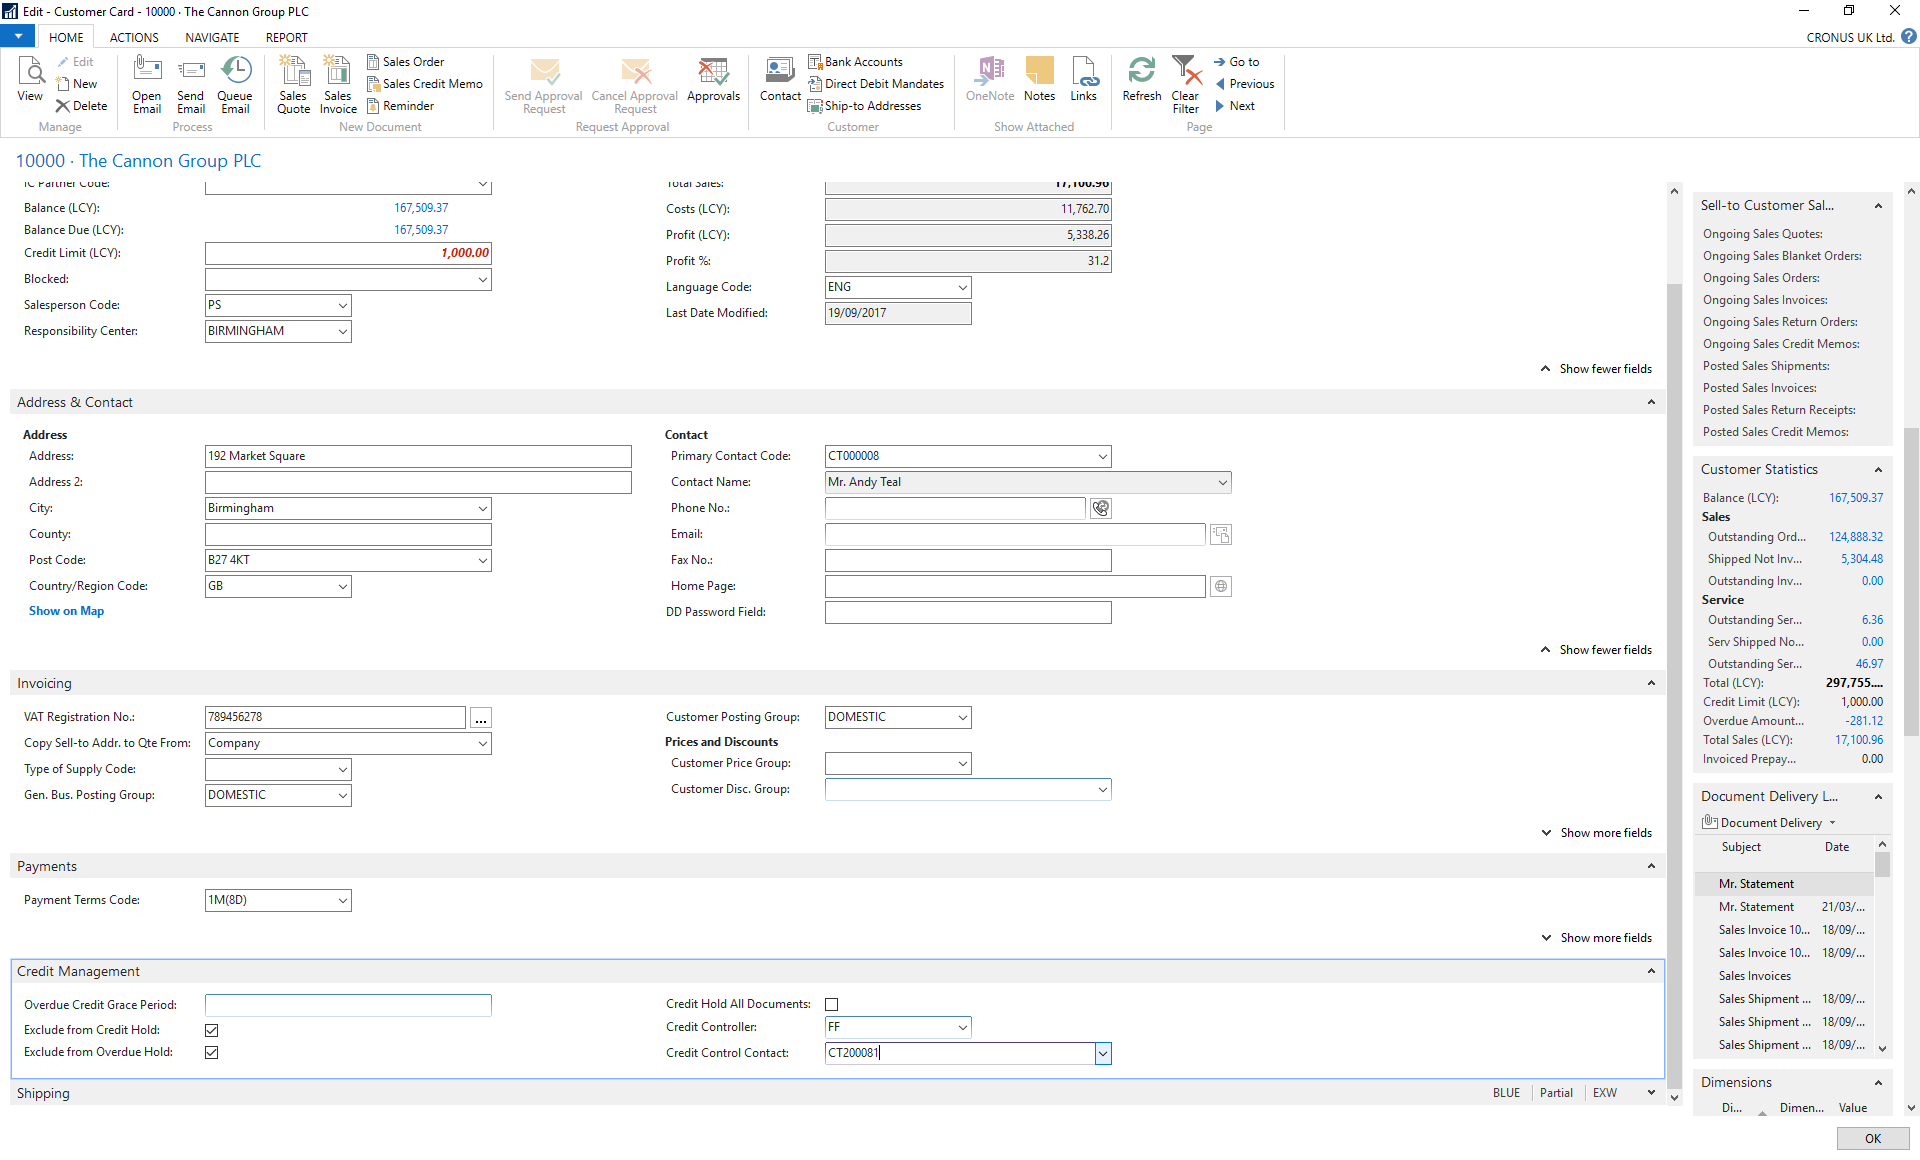 Edit - Customer Card - 10000 · The Cannon Group PLC
HOME
ACTIONS
NAVIGATE
REPORT
CRONUS UK Ltd.
View
Edit
New
Delete
Manage
Open Email
Send Email
Queue Email
Process
Sales Quote
Sales Invoice
Sales Order
Sales Credit Memo
Reminder
New Document
Send Approval Request
Cancel Approval Request
Approvals
Request Approval
Contact
Bank Accounts
Direct Debit Mandates
Ship-to Addresses
Customer
OneNote
Notes
Links
Show Attached
Refresh
Clear Filter
Go to
Previous
Next
Page
10000 · The Cannon Group PLC
IC Partner Code:
Balance (LCY): 167,509.37
Balance Due (LCY): 167,509.37
Credit Limit (LCY): 1,000.00
Blocked:
Salesperson Code: PS
Responsibility Center: BIRMINGHAM
Total Sales: 17,100.96
Costs (LCY): 11,762.70
Profit (LCY): 5,338.26
Profit %: 31.2
Language Code: ENG
Last Date Modified: 19/09/2017
Show fewer fields
Address & Contact
Address
Address: 192 Market Square
Address 2:
City: Birmingham
County:
Post Code: B27 4KT
Country/Region Code: GB
Show on Map
Contact
Primary Contact Code: CT000008
Contact Name: Mr. Andy Teal
Phone No.:
Email:
Fax No.:
Home Page:
DD Password Field:
Show fewer fields
Invoicing
VAT Registration No.: 789456278 ...
Copy Sell-to Addr. to Qte From: Company
Type of Supply Code:
Gen. Bus. Posting Group: DOMESTIC
Customer Posting Group: DOMESTIC
Prices and Discounts
Customer Price Group:
Customer Disc. Group:
Show more fields
Payments
Payment Terms Code: 1M(8D)
Show more fields
Credit Management
Overdue Credit Grace Period:
Exclude from Credit Hold:
Exclude from Overdue Hold:
Credit Hold All Documents:
Credit Controller: FF
Credit Control Contact: CT200081
Shipping
BLUE
Partial
EXW
Sell-to Customer Sal...
Ongoing Sales Quotes:
Ongoing Sales Blanket Orders:
Ongoing Sales Orders:
Ongoing Sales Invoices:
Ongoing Sales Return Orders:
Ongoing Sales Credit Memos:
Posted Sales Shipments:
Posted Sales Invoices:
Posted Sales Return Receipts:
Posted Sales Credit Memos:
Customer Statistics
Balance (LCY): 167,509.37
Sales
Outstanding Ord... 124,888.32
Shipped Not Inv... 5,304.48
Outstanding Inv... 0.00
Service
Outstanding Ser... 6.36
Serv Shipped No... 0.00
Outstanding Ser... 46.97
Total (LCY): 297,755....
Credit Limit (LCY): 1,000.00
Overdue Amount... -281.12
Total Sales (LCY): 17,100.96
Invoiced Prepay... 0.00
Document Delivery L...
Document Delivery
Subject Date
Mr. Statement
Mr. Statement 21/03/...
Sales Invoice 10... 18/09/...
Sales Invoice 10... 18/09/...
Sales Invoices
Sales Shipment ... 18/09/...
Sales Shipment ... 18/09/...
Sales Shipment ... 18/09/...
Dimensions
Di... Dimen... Value
OK